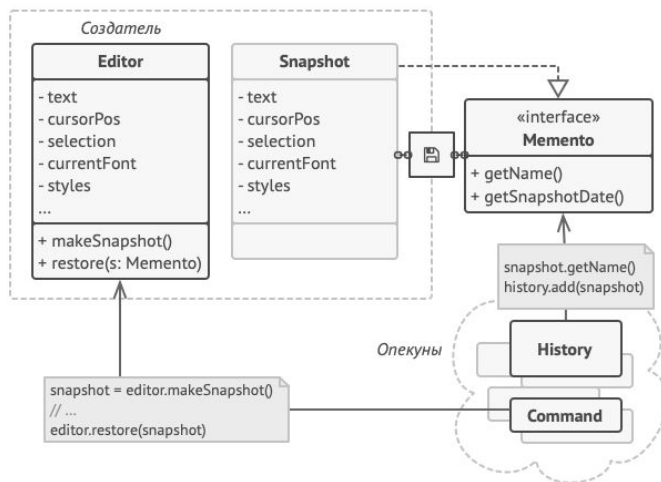 Создатель
Editor
- text
- cursorPos
- selection
- currentFont
- styles
...
+ makeSnapshot()
+ restore(s: Memento)
Snapshot
- text
- cursorPos
- selection
- currentFont
- styles
...
«interface»
Memento
+ getName()
+ getSnapshotDate()
snapshot.getName()
history.add(snapshot)
Опекуны
History
Command
snapshot = editor.makeSnapshot()
// ...
editor.restore(snapshot)